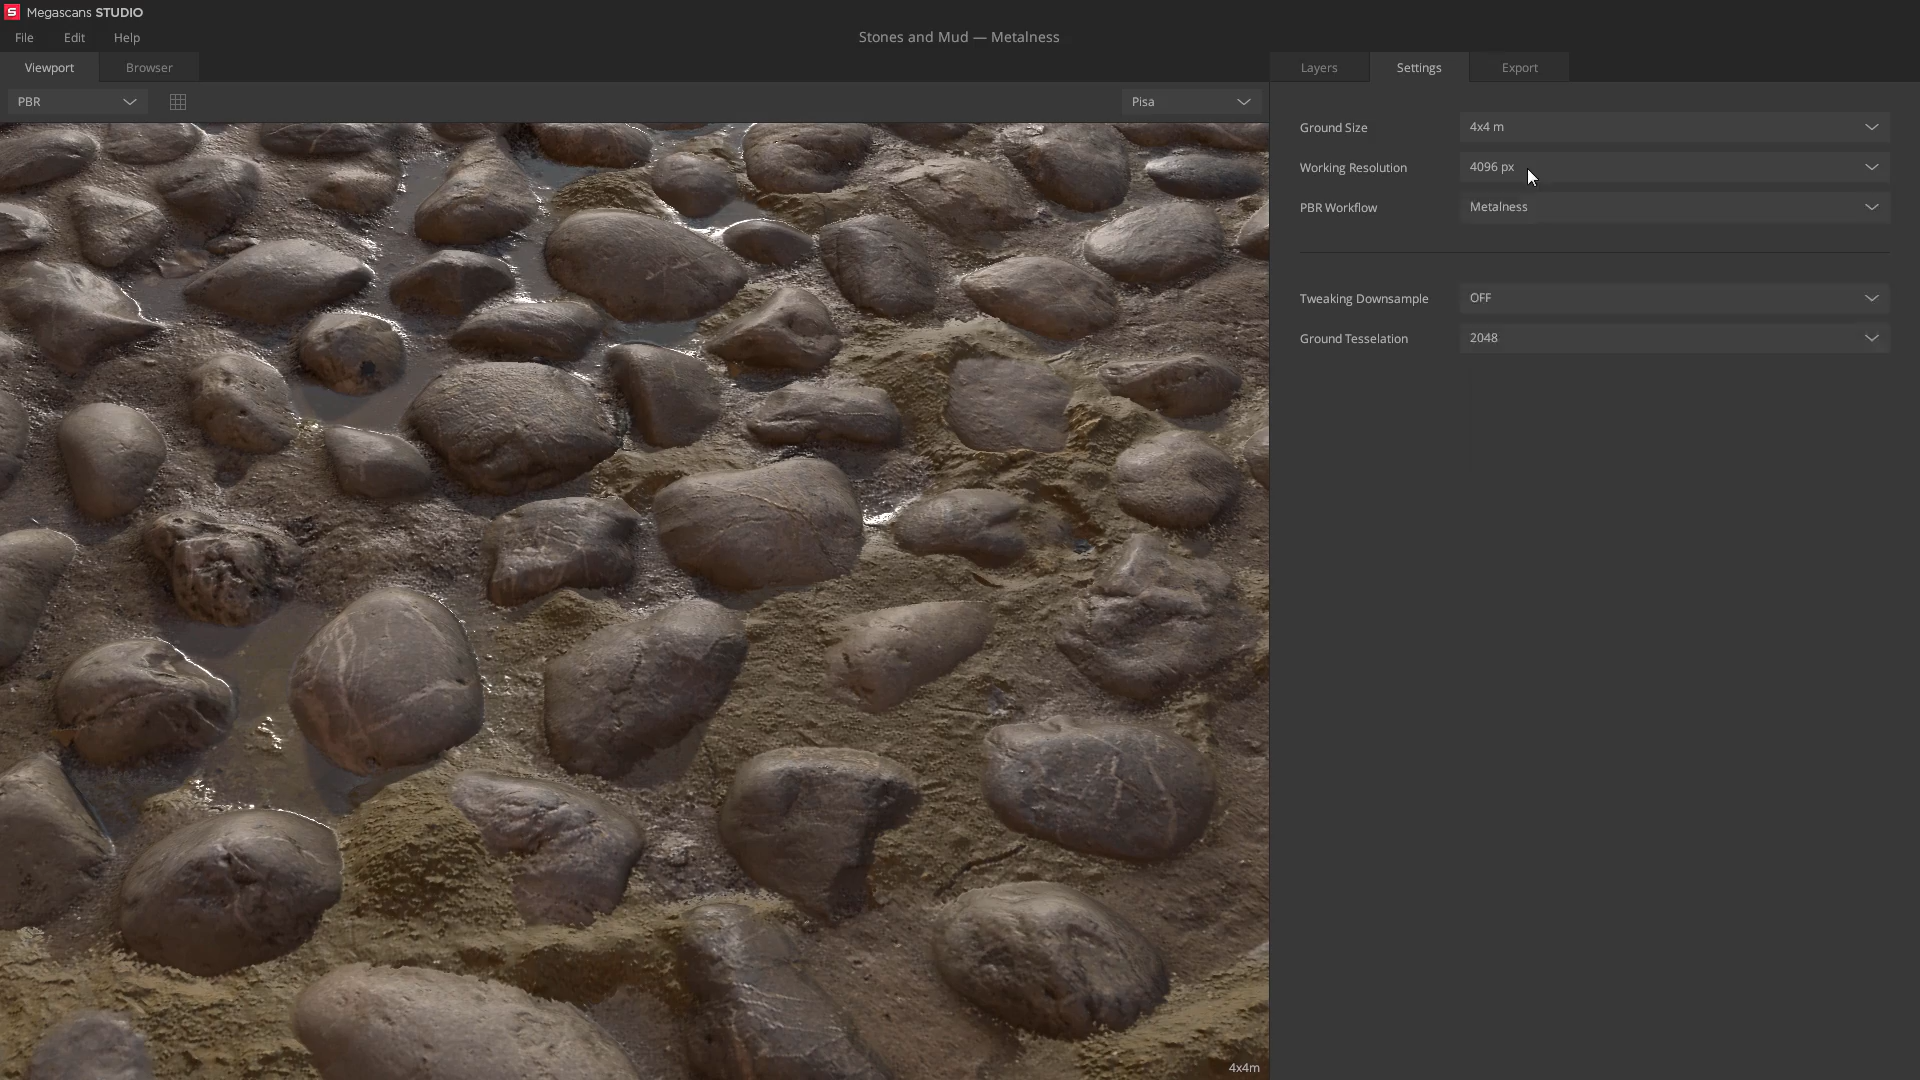 Megascans STUDIO
File Edit Help
Stones and Mud — Metalness
Viewport Browser
Layers Settings Export
PBR
Pisa
Ground Size 4x4 m
Working Resolution 4096 px
PBR Workflow Metalness
Tweaking Downsample OFF
Ground Tesselation 2048
4x4m